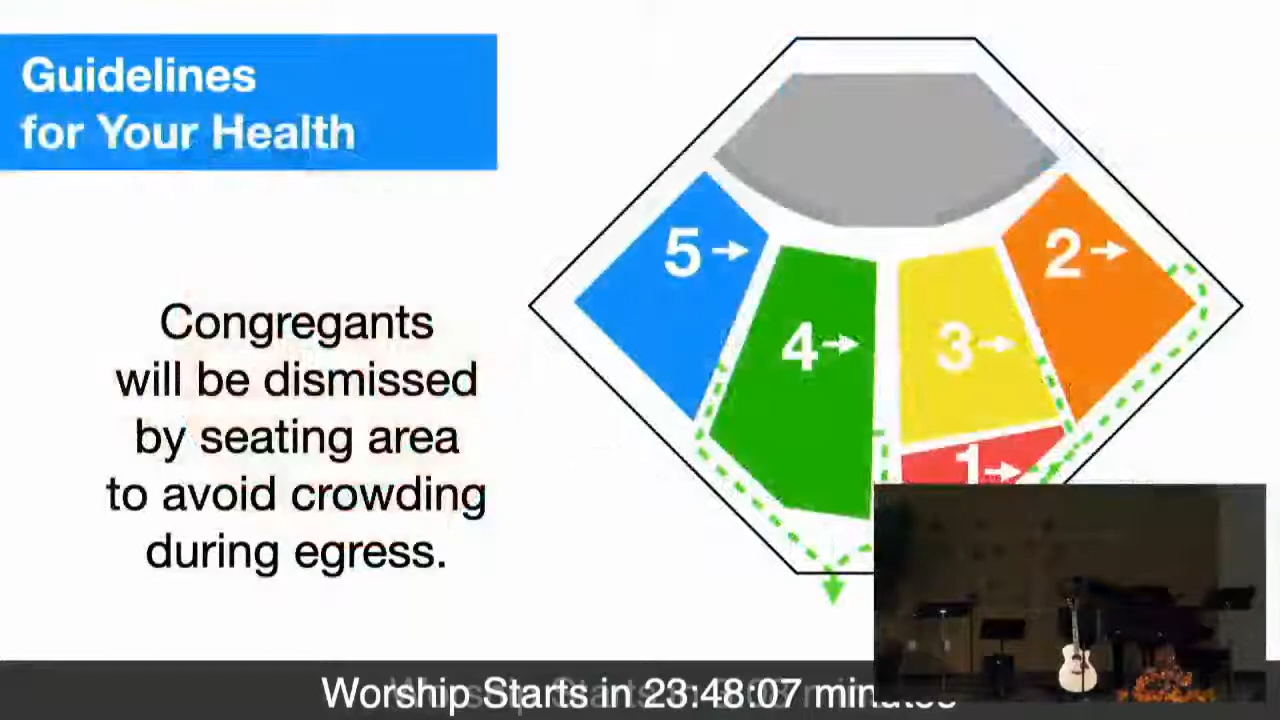 Guidelines
for Your Health
Congregants
will be dismissed
by seating area
to avoid crowding
during egress.
5
2
4
3
1
Worship Starts in 23:48:07 minutes